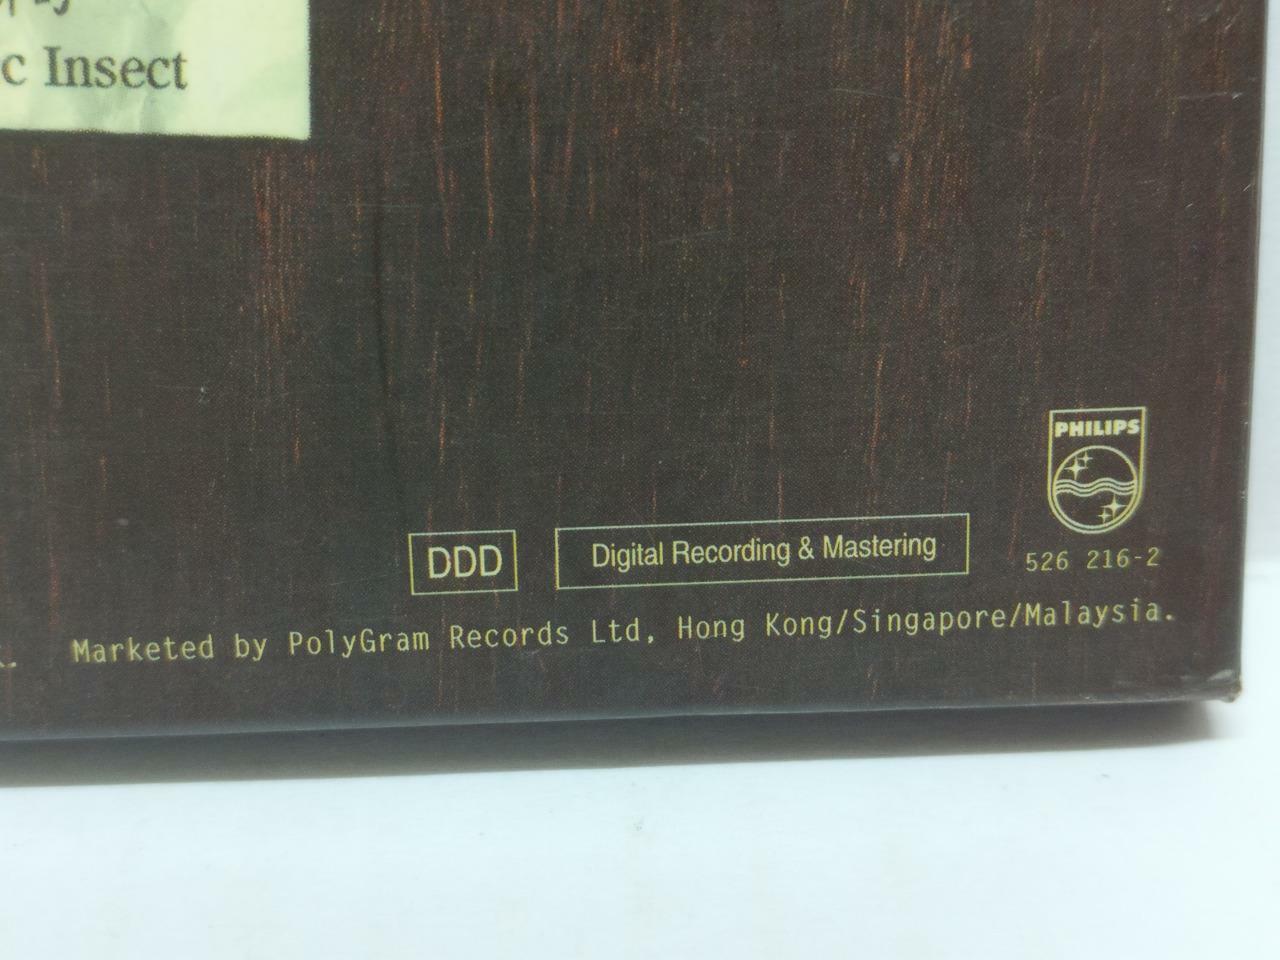 c Insect
PHILIPS
DDD
Digital Recording & Mastering
526 216-2
Marketed by PolyGram Records Ltd, Hong Kong/Singapore/Malaysia.